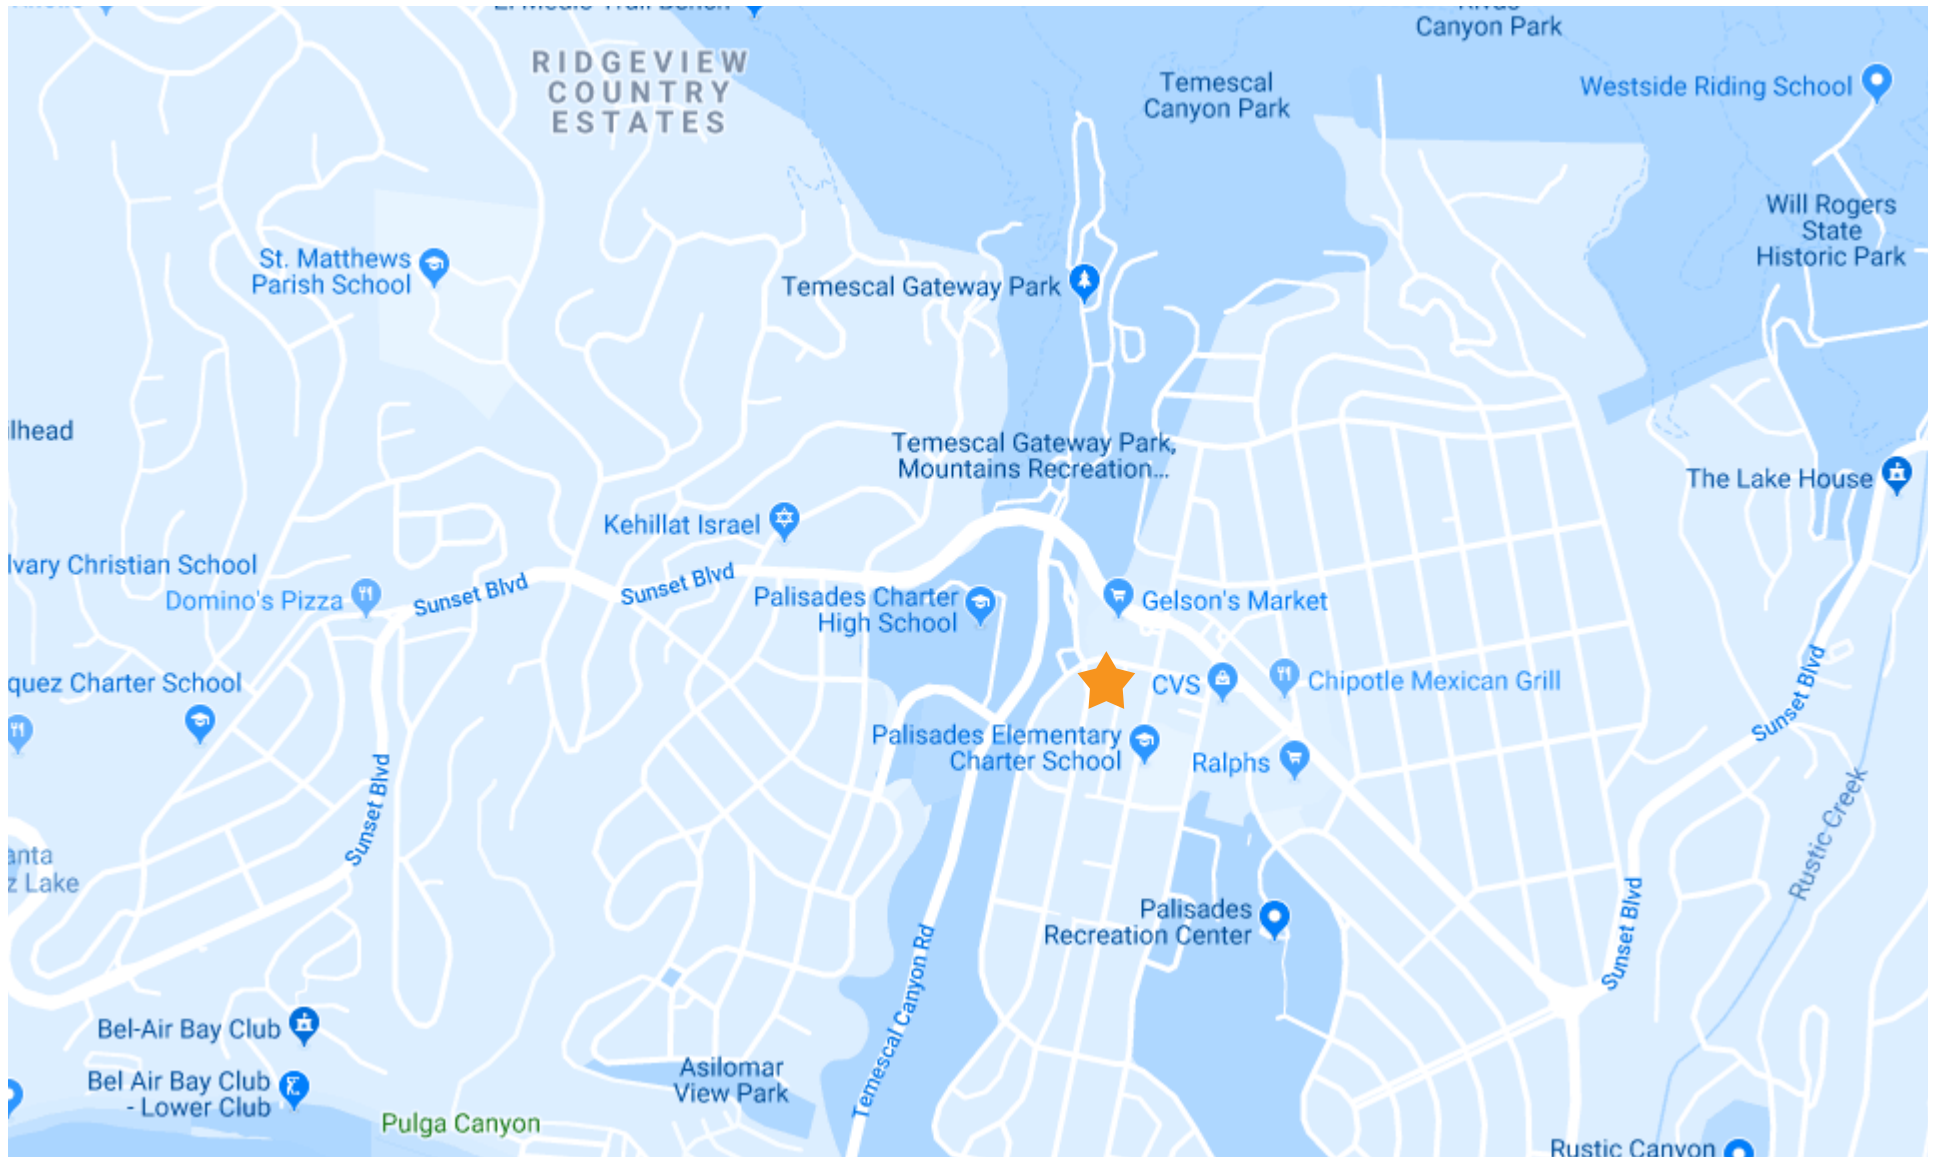 Canyon Park
RIDGEVIEW
COUNTRY
ESTATES
Temescal
Canyon Park
Westside Riding School
Will Rogers
State
Historic Park
St. Matthews
Parish School
Temescal Gateway Park
ilhead
Temescal Gateway Park,
Mountains Recreation...
The Lake House
Kehillat Israel
lvary Christian School
Domino's Pizza
Sunset Blvd
Sunset Blvd
Palisades Charter
High School
Gelson's Market
quez Charter School
CVS
Chipotle Mexican Grill
Sunset Blvd
Palisades Elementary
Charter School
Ralphs
Sunset Blvd
Rustic Creek
anta
z Lake
Palisades
Recreation Center
Sunset Blvd
Temescal Canyon Rd
Bel-Air Bay Club
Bel Air Bay Club
- Lower Club
Asilomar
View Park
Pulga Canyon
Rustic Canyon